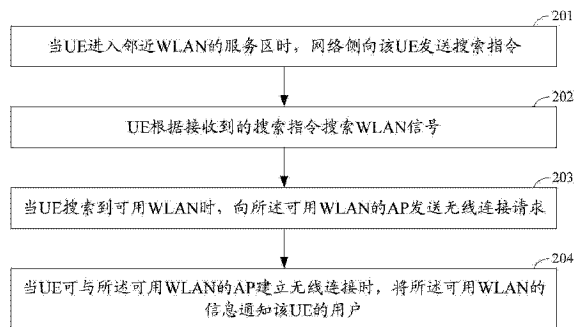 201
当UE进入邻近WLAN的服务区时，网络侧向该UE发送搜索指令
202
UE根据接收到的搜索指令搜索WLAN信号
203
当UE搜索到可用WLAN时，向所述可用WLAN的AP发送无线连接请求
204
当UE可与所述可用WLAN的AP建立无线连接时，将所述可用WLAN的
信息通知该UE的用户